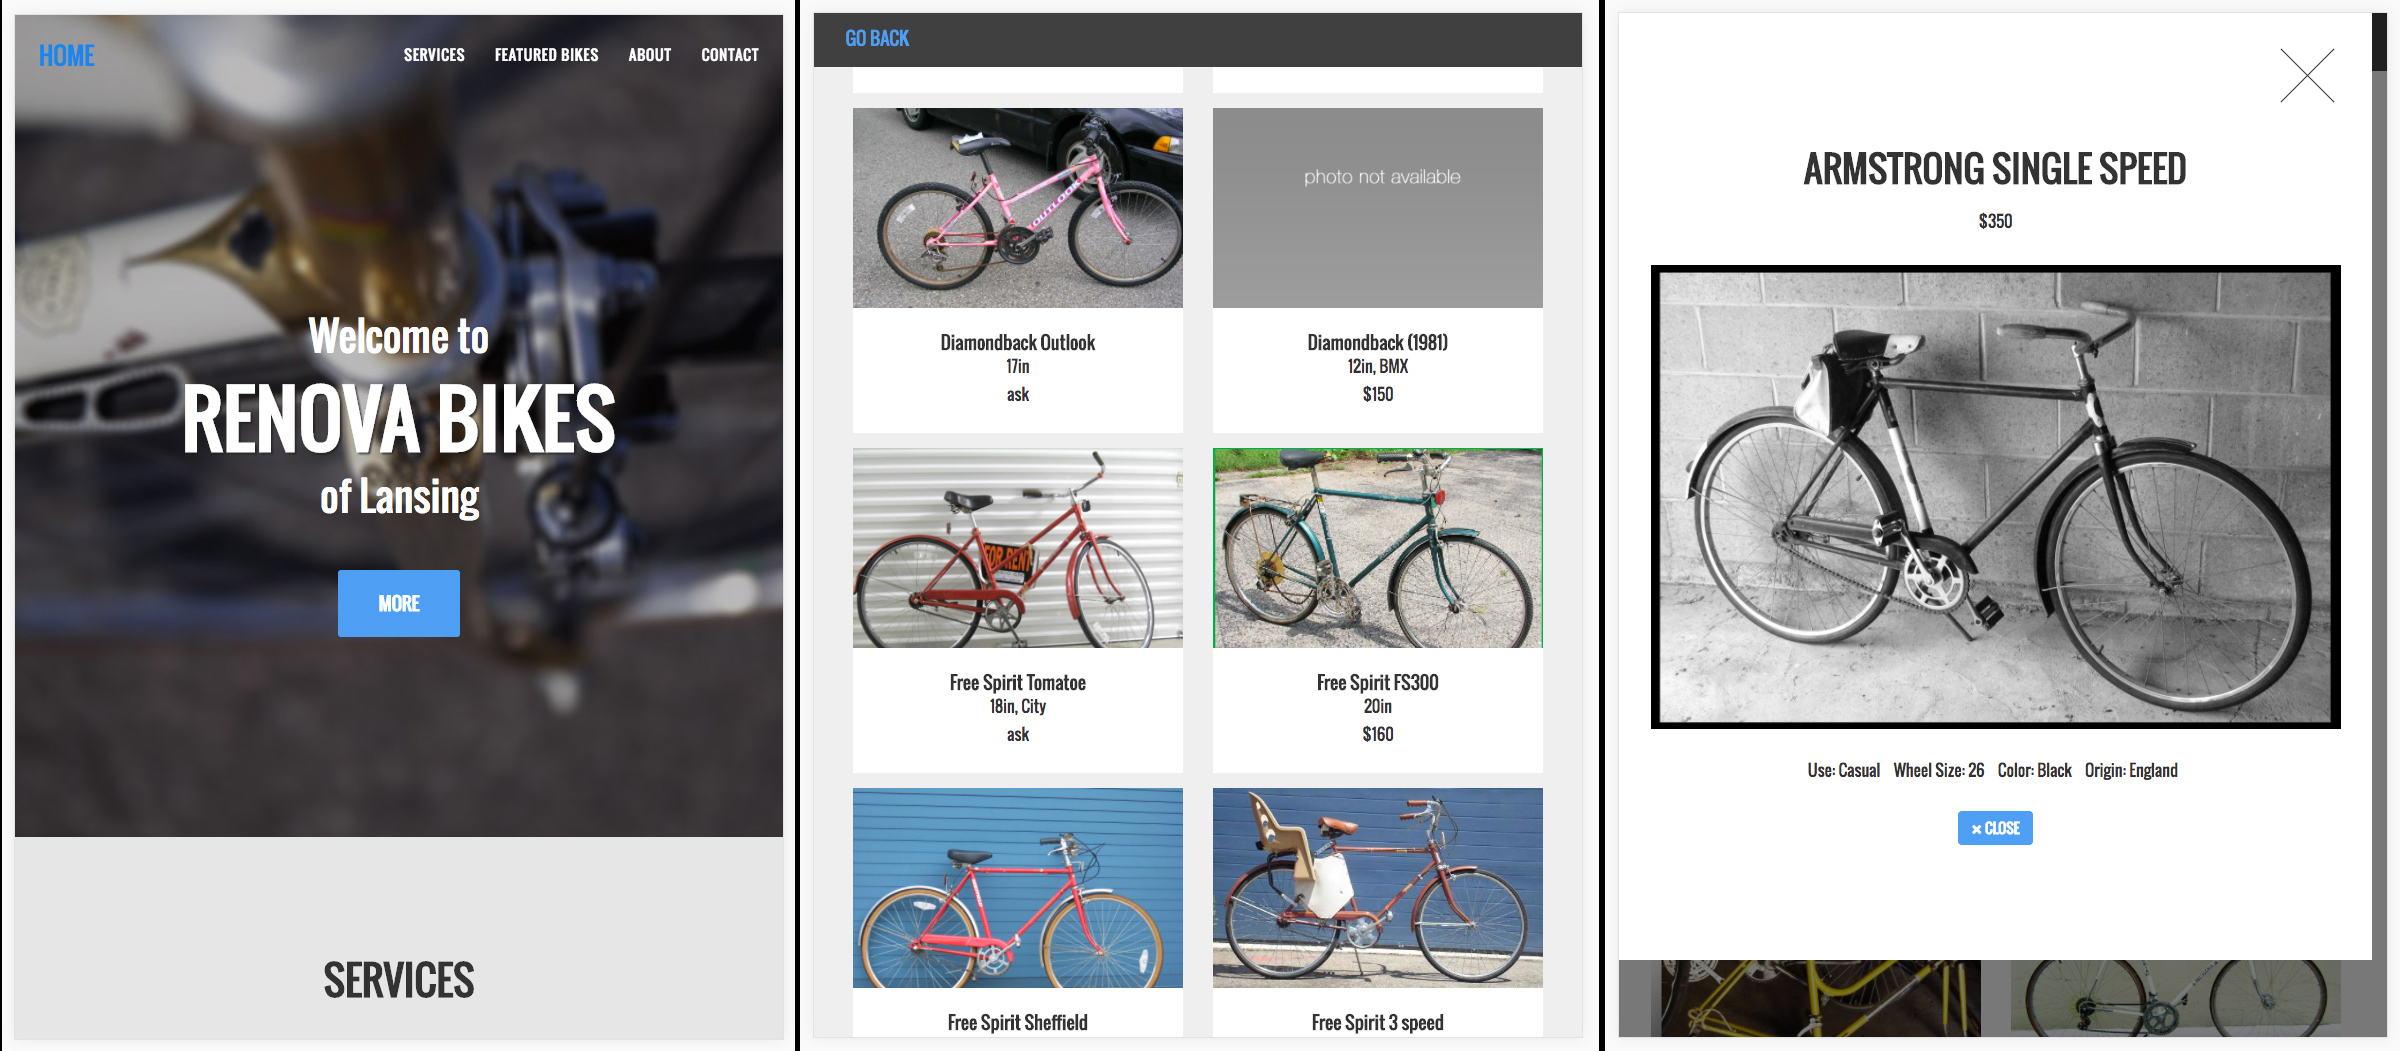 HOME
SERVICES FEATURED BIKES ABOUT CONTACT
Welcome to
RENOVA BIKES
of Lansing
MORE
SERVICES
GO BACK
OUTLOOK
photo not available
Diamondback Outlook
17in
ask
Diamondback (1981)
12in, BMX
$150
FOR RENT
Free Spirit Tomatoe
18in, City
ask
Free Spirit FS300
20in
$160
Free Spirit Sheffield
Free Spirit 3 speed
ARMSTRONG SINGLE SPEED
$350
Use: Casual Wheel Size: 26 Color: Black Origin: England
× CLOSE